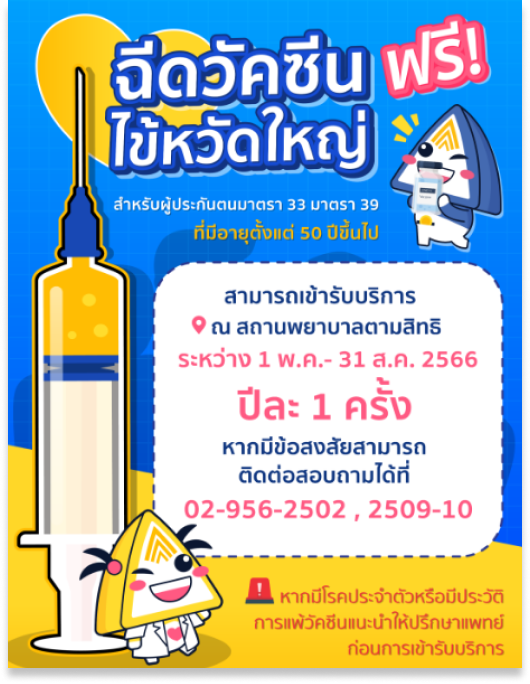 ฉีดวัคซีน ฟรี!
ไข้หวัดใหญ่
สำหรับผู้ประกันตนมาตรา 33 มาตรา 39
ที่มีอายุตั้งแต่ 50 ปีขึ้นไป
สามารถเข้ารับบริการ
ณ สถานพยาบาลตามสิทธิ
ระหว่าง 1 พ.ค.- 31 ส.ค. 2566
ปีละ 1 ครั้ง
หากมีข้อสงสัยสามารถ
ติดต่อสอบถามได้ที่
02-956-2502 , 2509-10
หากมีโรคประจำตัวหรือมีประวัติ
การแพ้วัคซีนแนะนำให้ปรึกษาแพทย์
ก่อนการเข้ารับบริการ